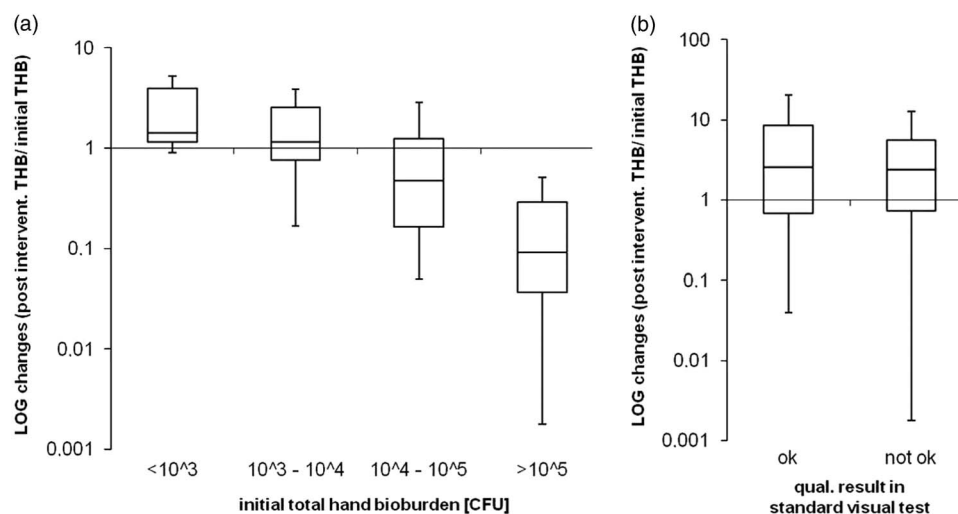 (a)
LOG changes (post intervent. THB/ initial THB)
10
1
0.1
0.01
0.001
<10^3
10^3 - 10^4
10^4 - 10^5
>10^5
initial total hand bioburden [CFU]
(b)
LOG changes (post intervent. THB/ initial THB)
100
10
1
0.1
0.01
0.001
ok
not ok
qual. result in
standard visual test